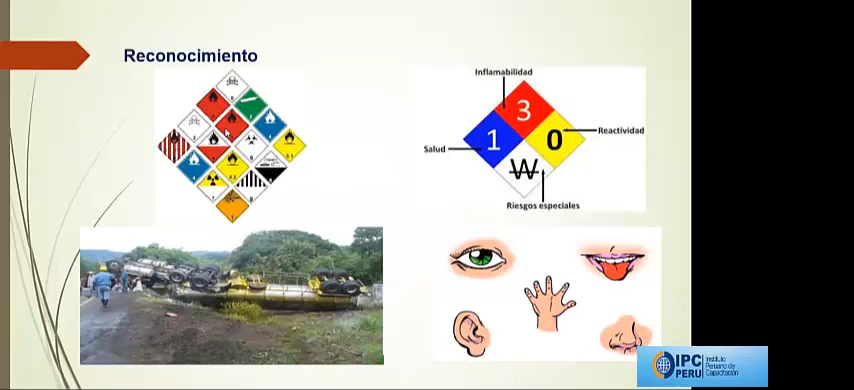 Reconocimiento
Inflamabilidad
3
Salud
1
0
Reactividad
W
Riesgos especiales
IPC
PERU
Instituto
Peruano de
Capacitación